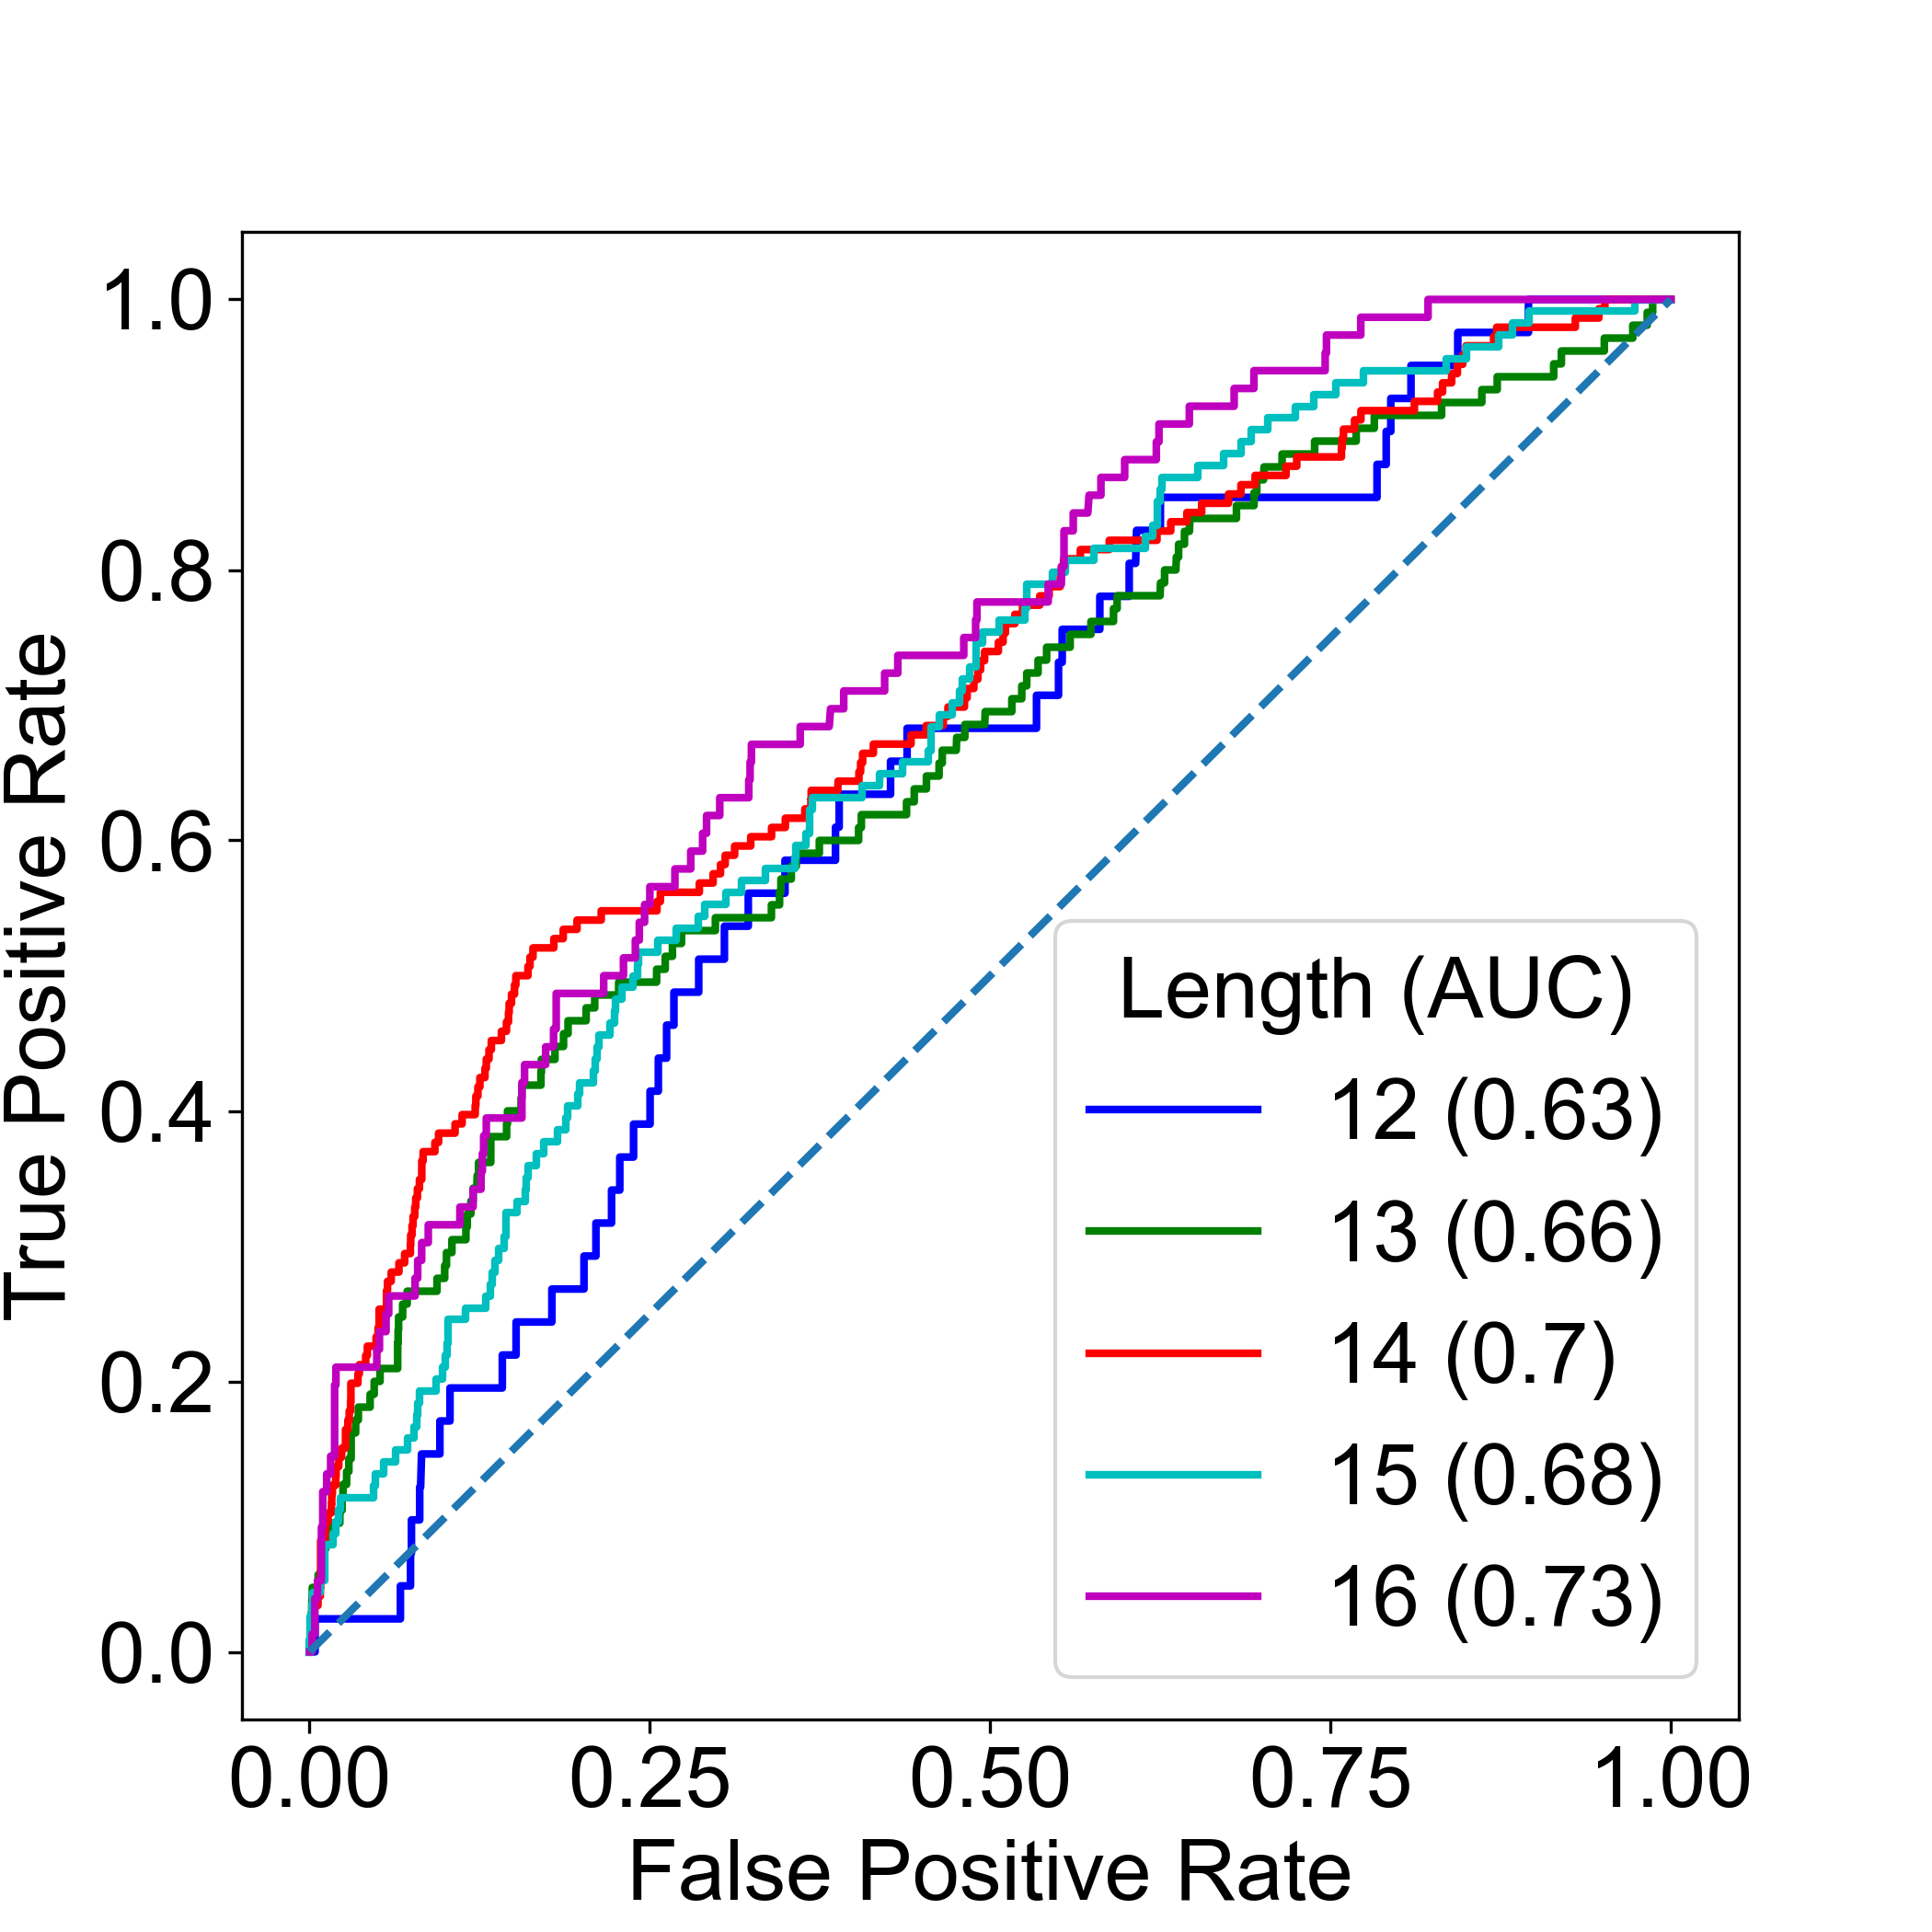 1.0
0.8
0.6
0.4
0.2
0.0
True Positive Rate
0.00 0.25 0.50 0.75 1.00
False Positive Rate
Length (AUC)
12 (0.63)
13 (0.66)
14 (0.7)
15 (0.68)
16 (0.73)